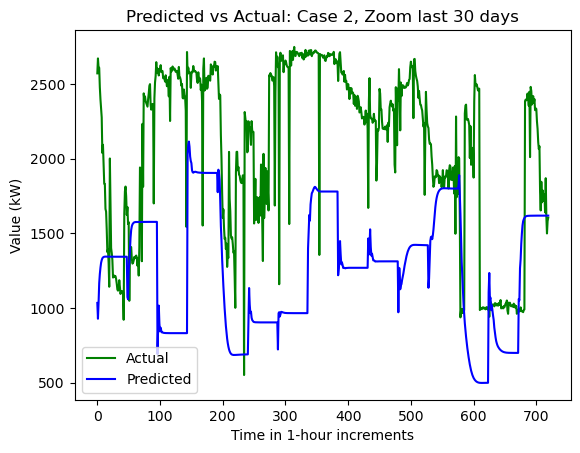 Predicted vs Actual: Case 2, Zoom last 30 days
Value (kW)
2500
2000
1500
1000
500
Actual
Predicted
0 100 200 300 400 500 600 700
Time in 1-hour increments